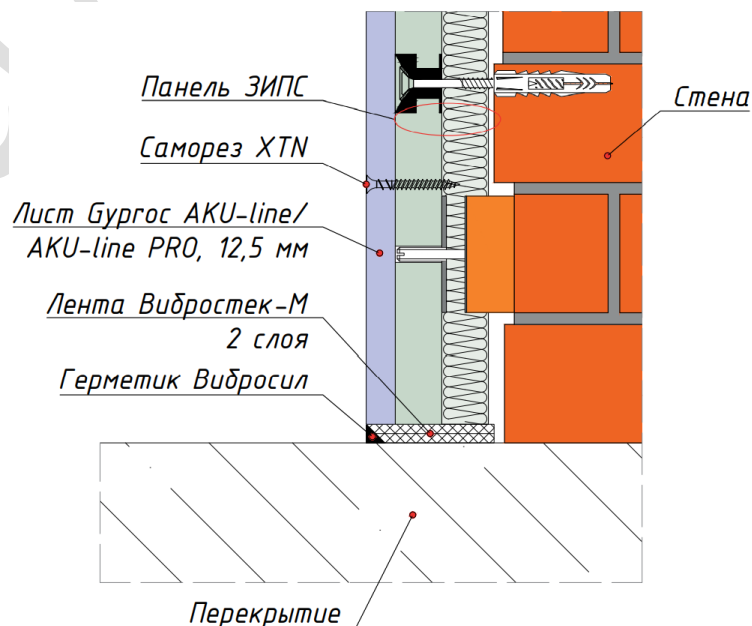 Панель ЗИПС
Стена
Саморез XTN
Лист Gyproc AKU-line/
AKU-line PRO, 12,5 мм
Лента Вибростек-М
2 слоя
Герметик Вибросил
Перекрытие